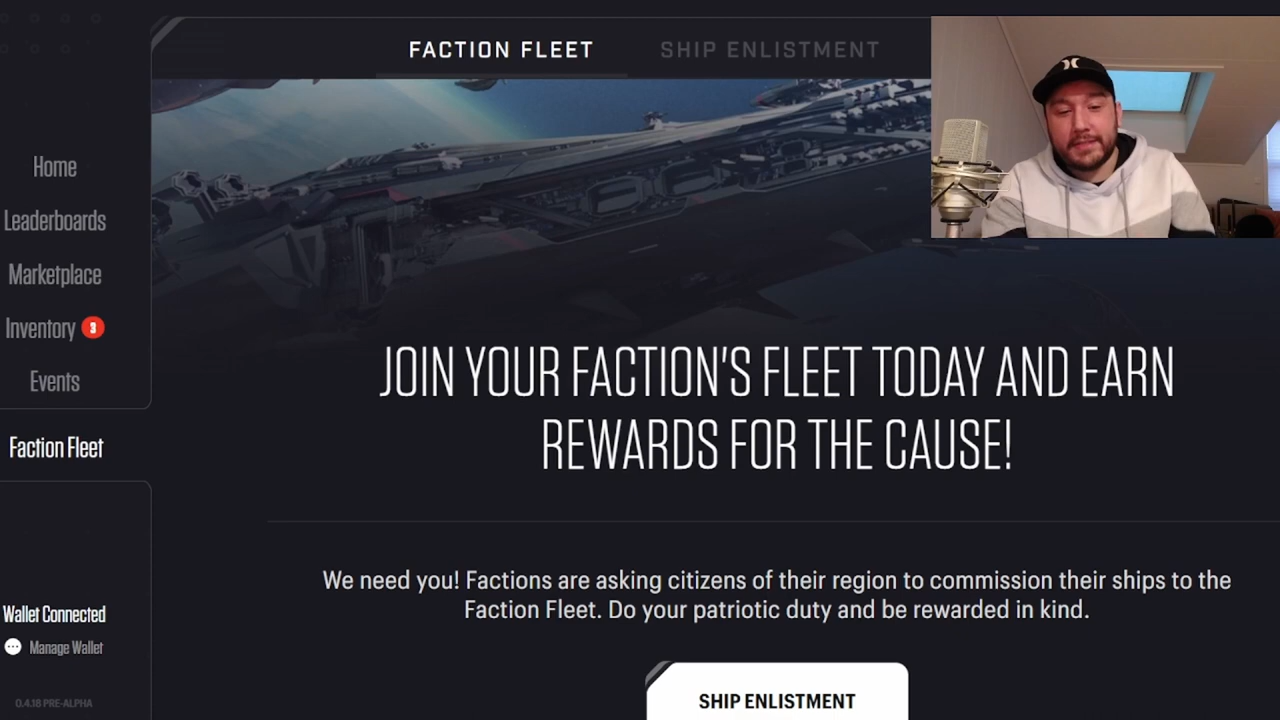 FACTION FLEET
SHIP ENLISTMENT
Home
Leaderboards
Marketplace
Inventory 3
Events
Faction Fleet
JOIN YOUR FACTION'S FLEET TODAY AND EARN
REWARDS FOR THE CAUSE!
We need you! Factions are asking citizens of their region to commission their ships to the
Faction Fleet. Do your patriotic duty and be rewarded in kind.
SHIP ENLISTMENT
Wallet Connected
Manage Wallet
0.4.18 PRE-ALPHA